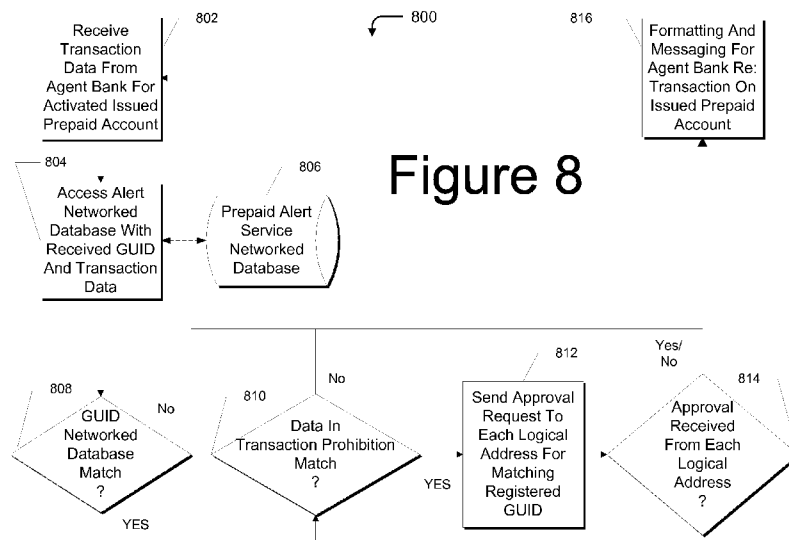 802
Receive
Transaction
Data From
Agent Bank For
Activated Issued
Prepaid Account
800
816
Formatting And
Messaging For
Agent Bank Re:
Transaction On
Issued Prepaid
Account
Figure 8
804
Access Alert
Networked
Database With
Received GUID
And Transaction
Data
806
Prepaid Alert
Service
Networked
Database
808
GUID
Networked
Database
Match
?
No
YES
810
No
Data In
Transaction Prohibition
Match
?
YES
812
Send Approval
Request To
Each Logical
Address For
Matching
Registered
GUID
Yes/
No
814
Approval
Received
From Each
Logical
Address
?